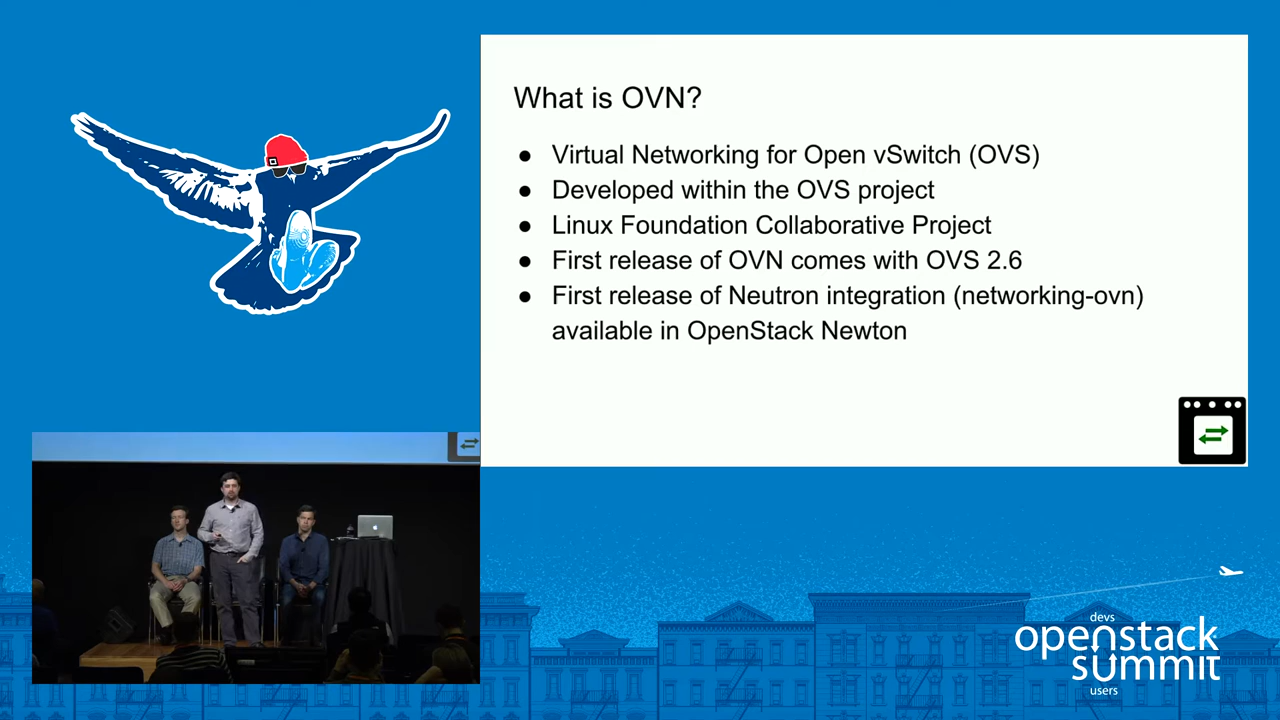 What is OVN?
● Virtual Networking for Open vSwitch (OVS)
● Developed within the OVS project
● Linux Foundation Collaborative Project
● First release of OVN comes with OVS 2.6
● First release of Neutron integration (networking-ovn)
available in OpenStack Newton
devs
openstack
summit
users